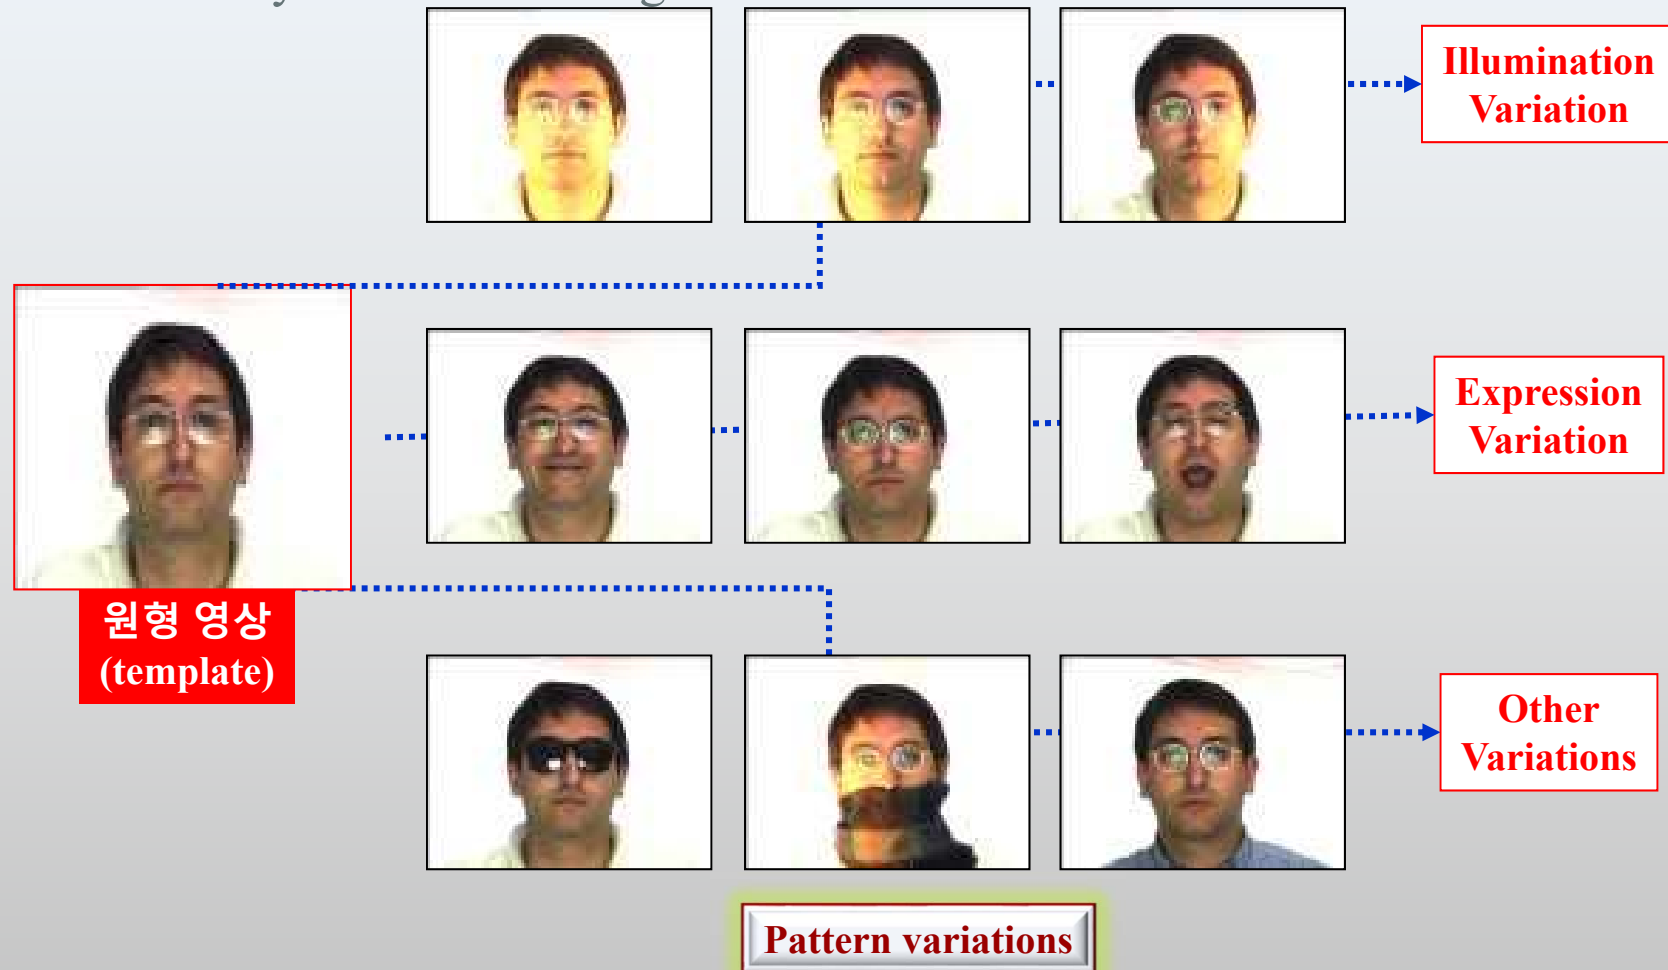 Illumination
Variation
Expression
Variation
원형 영상
(template)
Other
Variations
Pattern variations